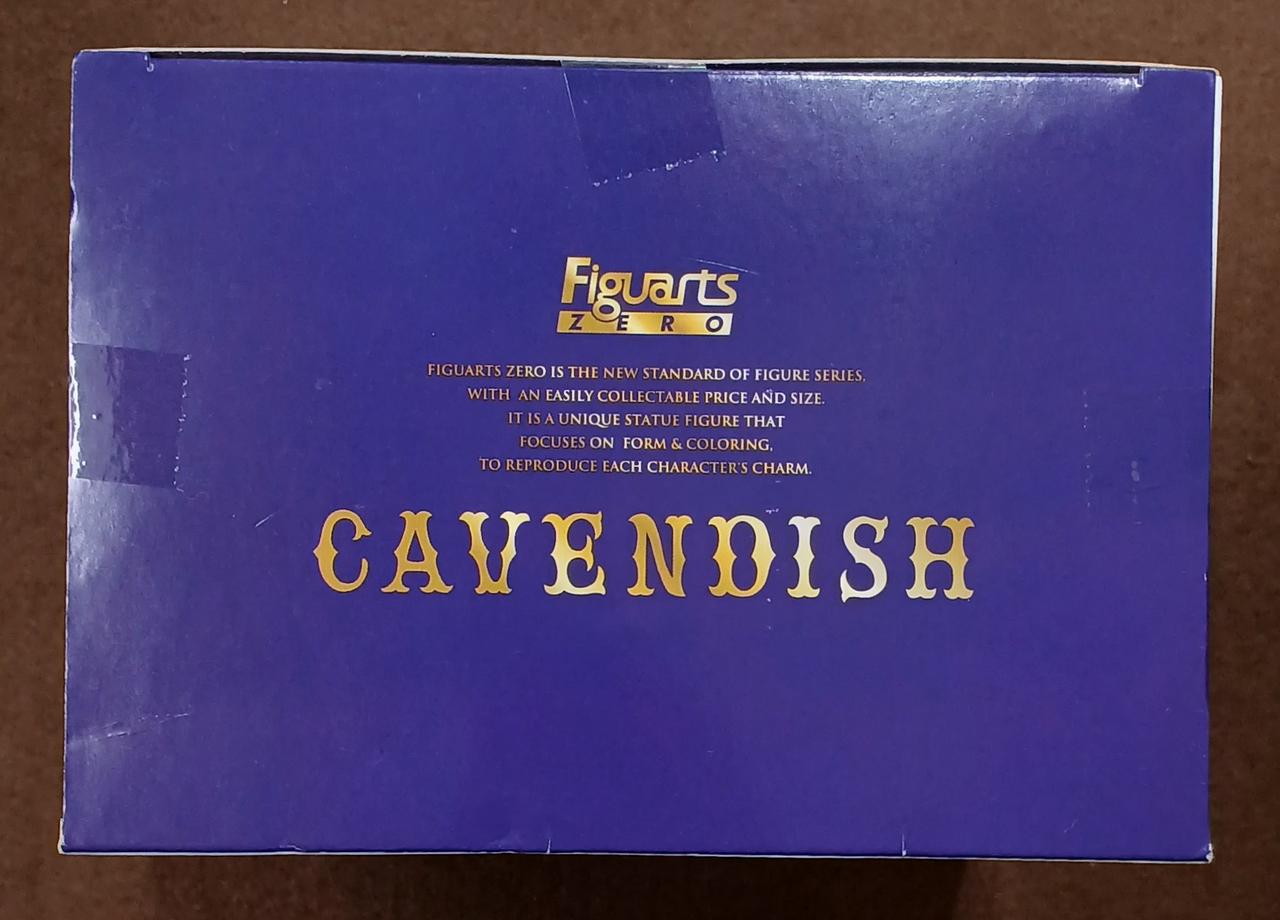 Figuarts
ZERO
FIGUARTS ZERO IS THE NEW STANDARD OF FIGURE SERIES,
WITH AN EASILY COLLECTABLE PRICE AND SIZE.
IT IS A UNIQUE STATUE FIGURE THAT
FOCUSES ON FORM & COLORING,
TO REPRODUCE EACH CHARACTER'S CHARM.
CAVENDISH